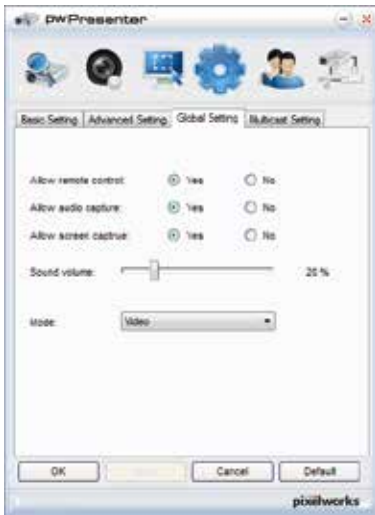 pwPresenter
Basic Setting Advanced Setting Global Setting Multicast Setting
Allow remote control: Yes No
Allow audio capture: Yes No
Allow screen captrue: Yes No
Sound volume: 20 %
Mode: Video
OK Cancel Default
pixelworks